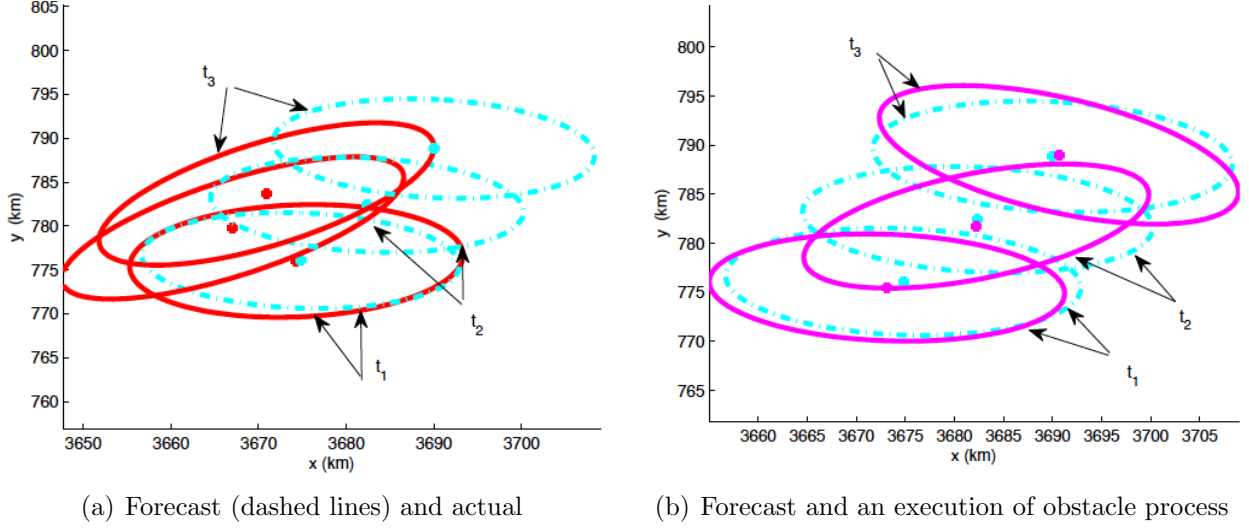 805
800
795
790
785
780
775
770
765
760
y (km)
3650 3660 3670 3680 3690 3700
x (km)
t3
t2
t1
(a) Forecast (dashed lines) and actual
800
795
790
785
780
775
770
765
y (km)
3660 3665 3670 3675 3680 3685 3690 3695 3700 3705
x (km)
t3
t2
t1
(b) Forecast and an execution of obstacle process